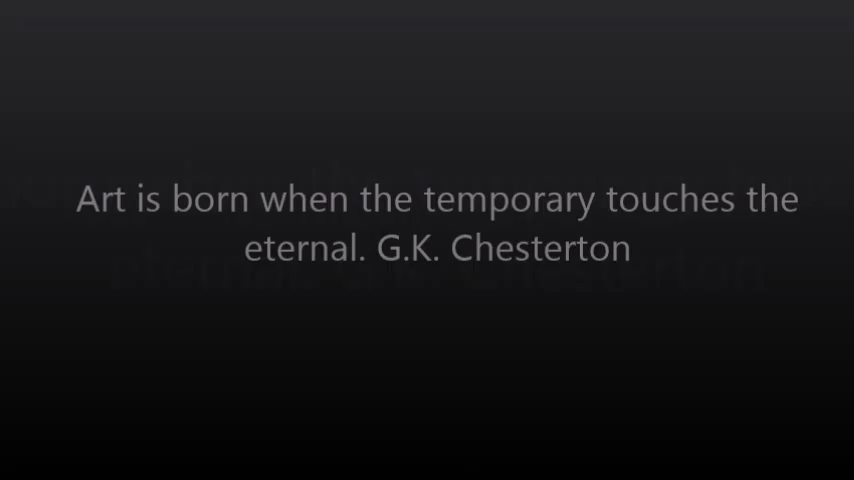 Art is born when the temporary touches the
eternal. G.K. Chesterton